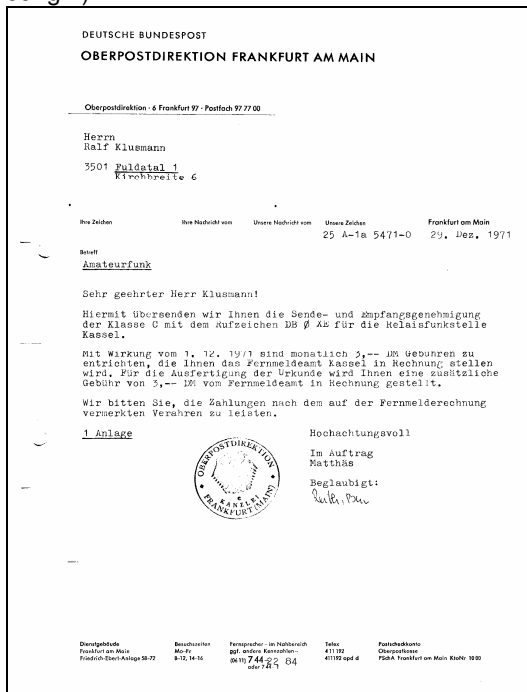 DEUTSCHE BUNDESPOST
OBERPOSTDIREKTION FRANKFURT AM MAIN
Oberpostdirektion · 6 Frankfurt 97 · Postfach 97 77 00
Herrn
Ralf Klusmann
3501 Fuldatal 1
Kirchbreite 6
Ihre Zeichen Ihre Nachricht vom Unsere Nachricht vom Unsere Zeichen Frankfurt am Main
25 A-1a 5471-0 29. Dez. 1971
Betreff
Amateurfunk
Sehr geehrter Herr Klusmann!
Hiermit übersenden wir Ihnen die Sende- und Empfangsgenehmigung
der Klasse C mit dem Rufzeichen DB Ø XE für die Relaisfunkstelle
Kassel.
Mit Wirkung vom 1. 12. 1971 sind monatlich 3,-- DM Gebühren zu
entrichten, die Ihnen das Fernmeldeamt Kassel in Rechnung stellen
wird. Für die Ausfertigung der Urkunde wird Ihnen eine zusätzliche
Gebühr von 3,-- DM vom Fernmeldeamt in Rechnung gestellt.
Wir bitten Sie, die Zahlungen nach dem auf der Fernmelderechnung
vermerkten Verahren zu leisten.
1 Anlage Hochachtungsvoll
Im Auftrag
Matthäs
Beglaubigt:
OBERPOSTDIREKTION
KANZLEI
FRANKFURT (MAIN)
Dienstgebäude Besuchszeiten Fernsprecher - im Nahbereich Telex Postscheckkonto
Frankfurt am Main Mo-Fr ggf. andere Kennzahlen - 411192 Oberpostkasse
Friedrich-Ebert-Anlage 58-72 8-12, 14-16 (0611) 7 44-22 84 411192 opd d PSchA Frankfurt am Main KtoNr 1000
oder 7 44 1